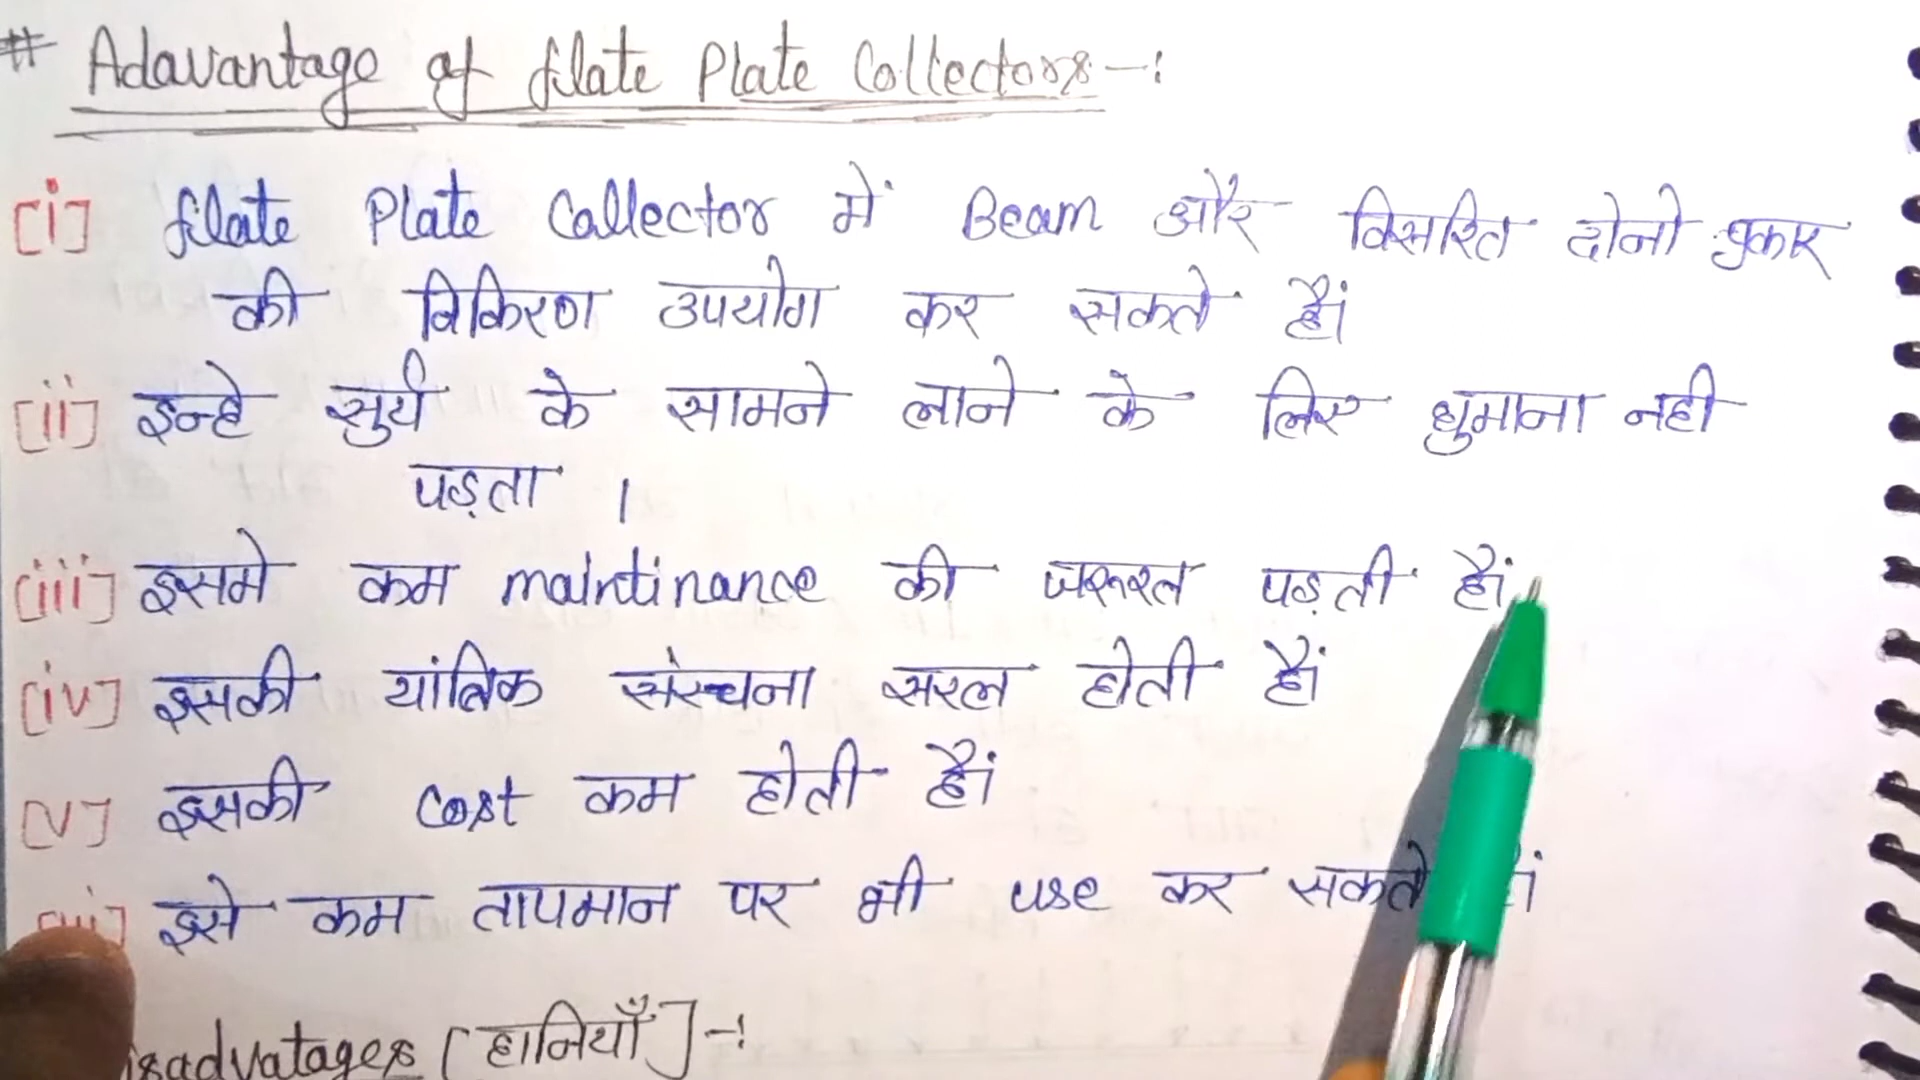 # Adavantage of flate Plate Collectors -:
[i] flate Plate Collector में Beam और विसरित दोनो प्रकार
की विकिरण उपयोग कर सकते हैं।
[ii] इन्हे सुर्य के सामने लाने के लिए घुमाना नही
पड़ता ।
[iii] इसमे कम maintinance की जरूरत पड़ती हैं।
[iv] इसकी यांत्रिक संरचना सरल होती हैं।
[v] इसकी Cost कम होती हैं।
इसे कम तापमान पर भी use कर सकते
isadvatages [हानियाँ] -: